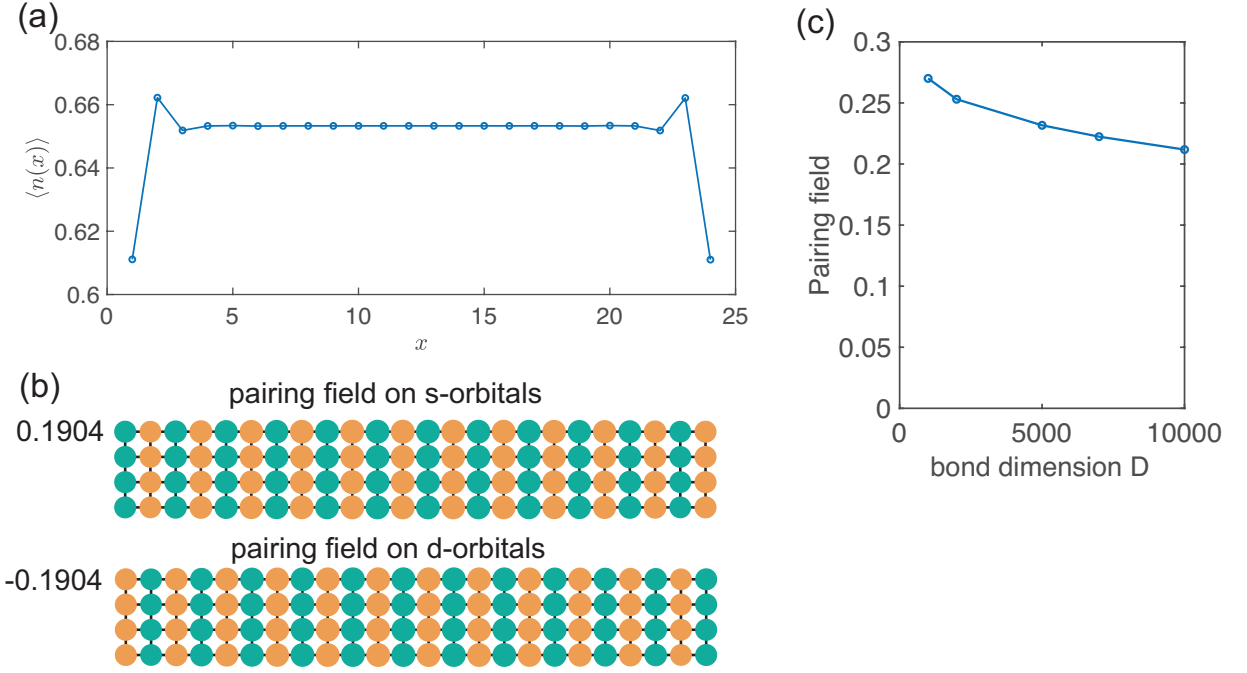 (a)
0.68
0.66
0.64
0.62
0.6
⟨n(x)⟩
0 5 10 15 20 25
x
(b)
pairing field on s-orbitals
0.1904
pairing field on d-orbitals
-0.1904
(c)
0.3
0.25
0.2
0.15
0.1
0.05
0
Pairing field
0 5000 10000
bond dimension D